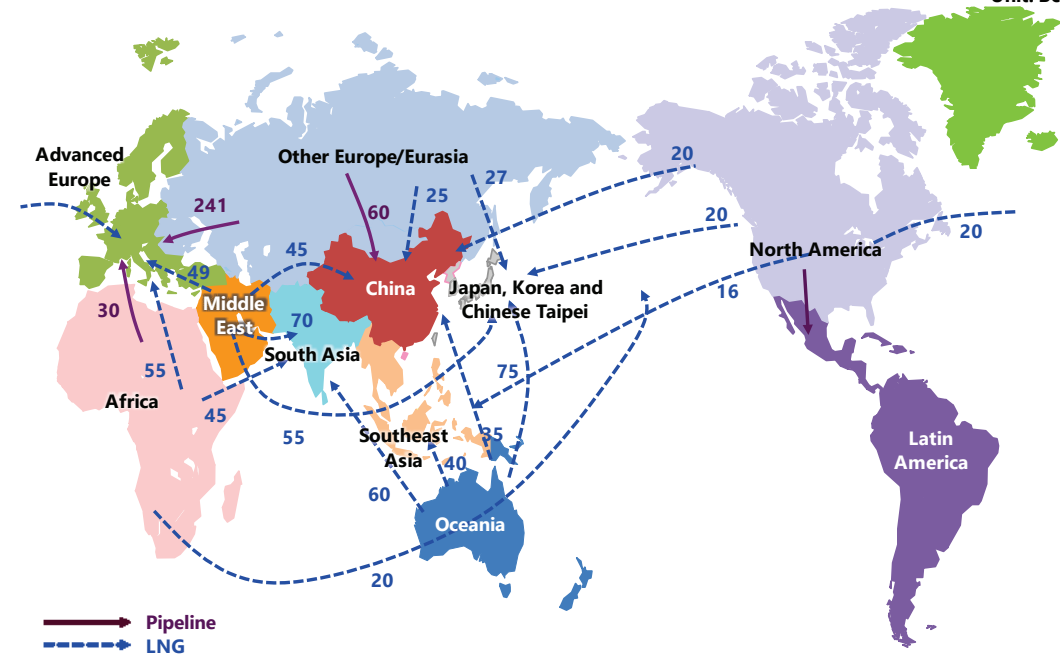 Advanced
Europe
Other Europe/Eurasia
20
27
25
241
60
20
20
45
North America
49
China
Japan, Korea and
Chinese Taipei
16
Middle
East
30
70
South Asia
55
75
Africa
45
55
Southeast
Asia
35
40
Latin
America
60
Oceania
20
Pipeline
LNG